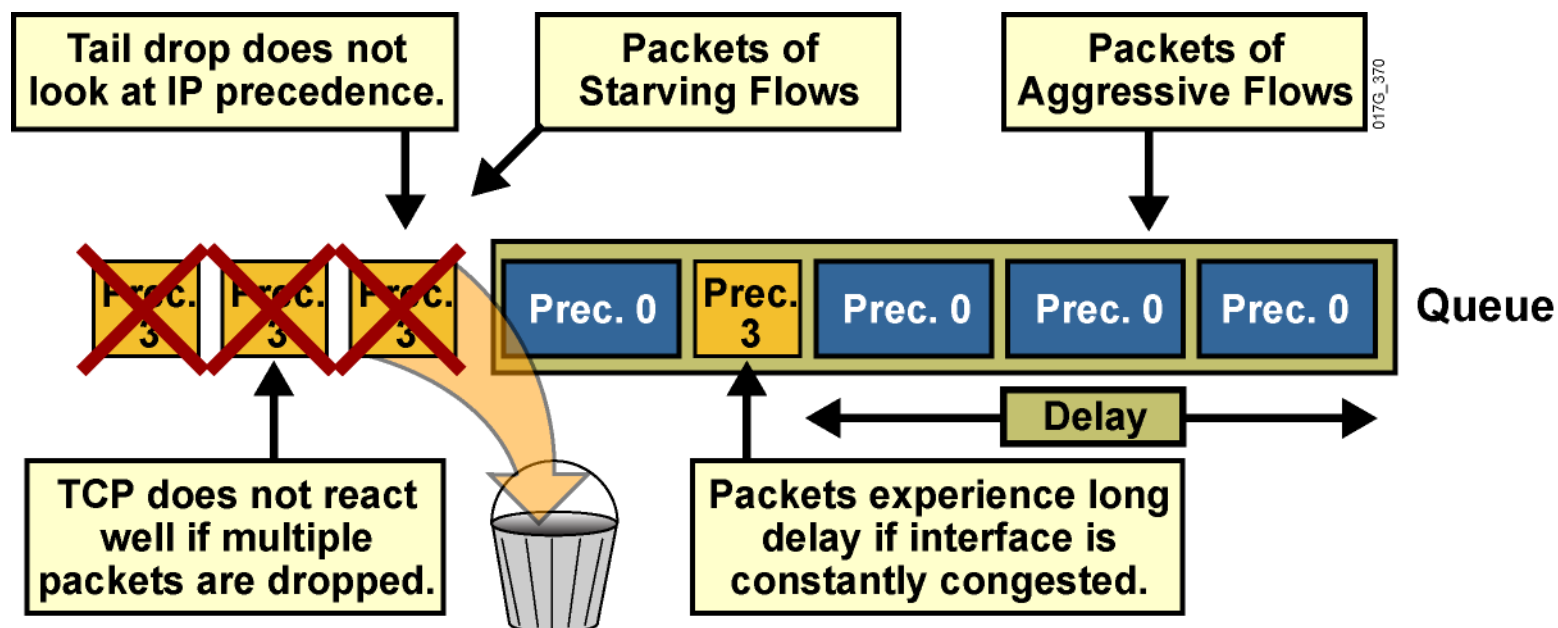 Tail drop does not
look at IP precedence.
Packets of
Starving Flows
Packets of
Aggressive Flows
017G_370
Prec.
3
Prec.
3
Prec.
3
Prec. 0
Prec.
3
Prec. 0
Prec. 0
Prec. 0
Queue
Delay
TCP does not react
well if multiple
packets are dropped.
Packets experience long
delay if interface is
constantly congested.